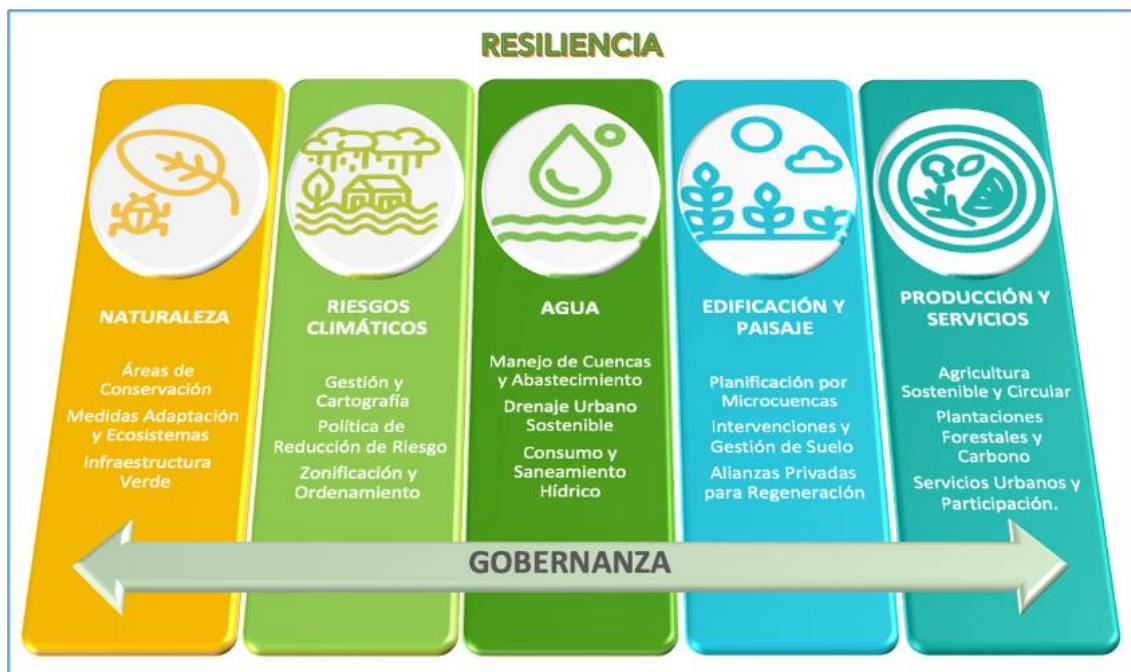 RESILIENCIA
NATURALEZA
Áreas de
Conservación
Medidas Adaptación
y Ecosistemas
Infraestructura
Verde
RIESGOS
CLIMÁTICOS
Gestión y
Cartografía
Política de
Reducción de Riesgo
Zonificación y
Ordenamiento
AGUA
Manejo de Cuencas
y Abastecimiento
Drenaje Urbano
Sostenible
Consumo y
Saneamiento
Hídrico
EDIFICACIÓN Y
PAISAJE
Planificación por
Microcuencas
Intervenciones y
Gestión de Suelo
Alianzas Privadas
para Regeneración
PRODUCCIÓN Y
SERVICIOS
Agricultura
Sostenible y Circular
Plantaciones
Forestales y
Carbono
Servicios Urbanos y
Participación.
GOBERNANZA